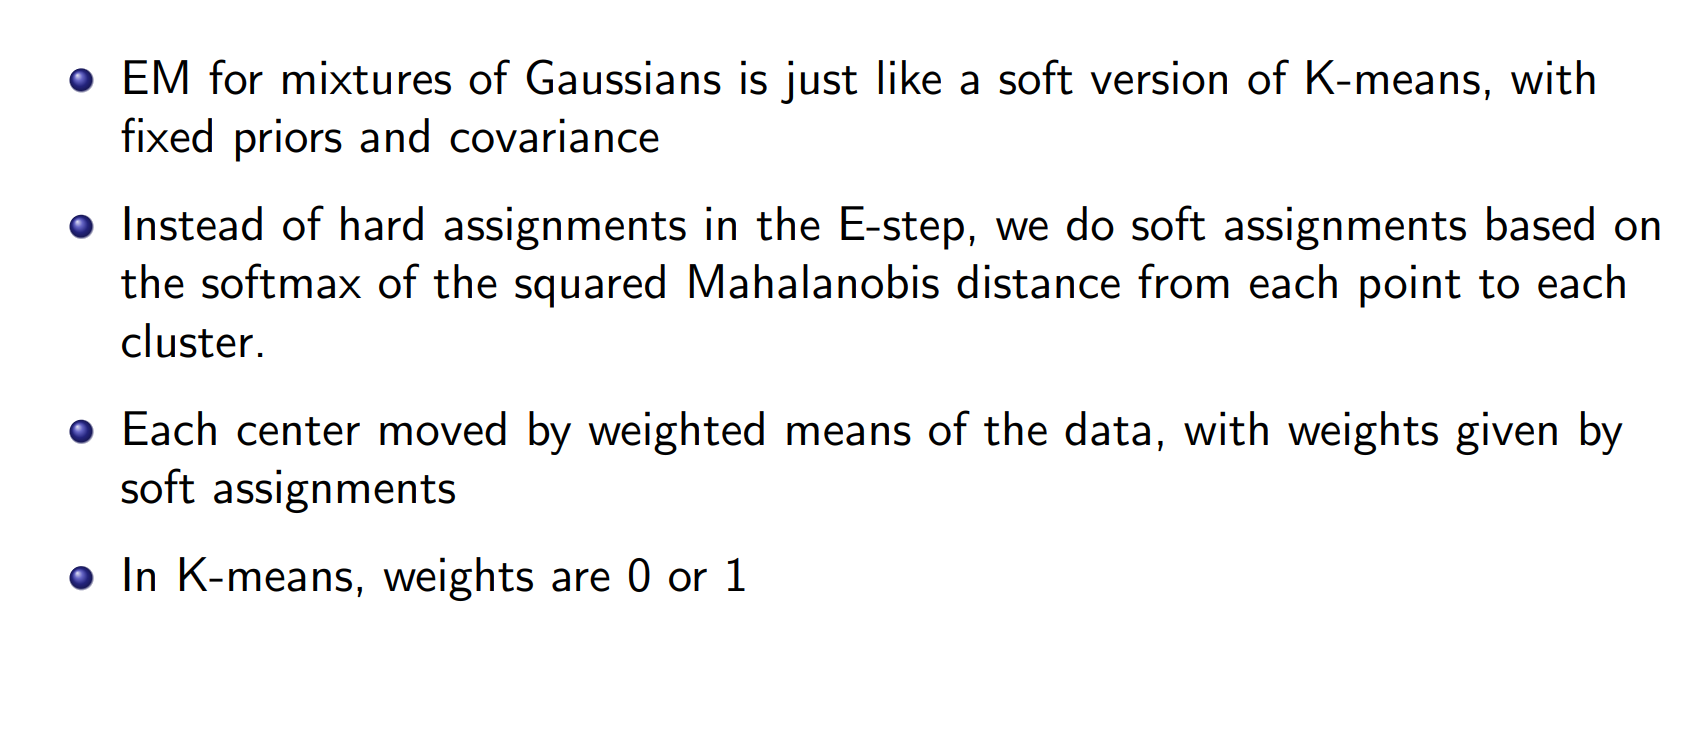 EM for mixtures of Gaussians is just like a soft version of K-means, with
fixed priors and covariance
Instead of hard assignments in the E-step, we do soft assignments based on
the softmax of the squared Mahalanobis distance from each point to each
cluster.
Each center moved by weighted means of the data, with weights given by
soft assignments
In K-means, weights are 0 or 1